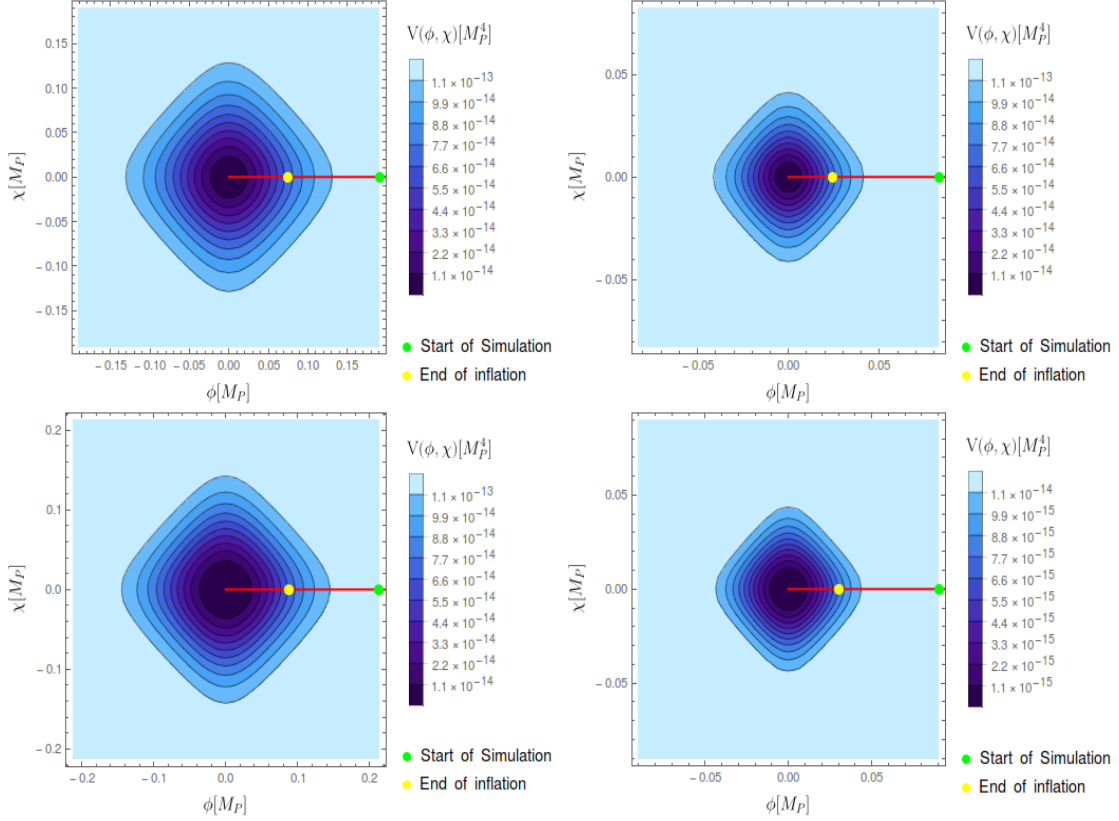 V(ϕ, χ)[M_P^4]
1.1 × 10^-13
9.9 × 10^-14
8.8 × 10^-14
7.7 × 10^-14
6.6 × 10^-14
5.5 × 10^-14
4.4 × 10^-14
3.3 × 10^-14
2.2 × 10^-14
1.1 × 10^-14
Start of Simulation
End of inflation
χ[M_P]
0.15
0.10
0.05
0.00
-0.05
-0.10
-0.15
-0.15 -0.10 -0.05 0.00 0.05 0.10 0.15
ϕ[M_P]
V(ϕ, χ)[M_P^4]
1.1 × 10^-13
9.9 × 10^-14
8.8 × 10^-14
7.7 × 10^-14
6.6 × 10^-14
5.5 × 10^-14
4.4 × 10^-14
3.3 × 10^-14
2.2 × 10^-14
1.1 × 10^-14
Start of Simulation
End of inflation
χ[M_P]
0.05
0.00
-0.05
-0.05 0.00 0.05
ϕ[M_P]
V(ϕ, χ)[M_P^4]
1.1 × 10^-13
9.9 × 10^-14
8.8 × 10^-14
7.7 × 10^-14
6.6 × 10^-14
5.5 × 10^-14
4.4 × 10^-14
3.3 × 10^-14
2.2 × 10^-14
1.1 × 10^-14
Start of Simulation
End of inflation
χ[M_P]
0.2
0.1
0.0
-0.1
-0.2
-0.2 -0.1 0.0 0.1 0.2
ϕ[M_P]
V(ϕ, χ)[M_P^4]
1.1 × 10^-14
9.9 × 10^-15
8.8 × 10^-15
7.7 × 10^-15
6.6 × 10^-15
5.5 × 10^-15
4.4 × 10^-15
3.3 × 10^-15
2.2 × 10^-15
1.1 × 10^-15
Start of Simulation
End of inflation
χ[M_P]
0.05
0.00
-0.05
-0.05 0.00 0.05
ϕ[M_P]